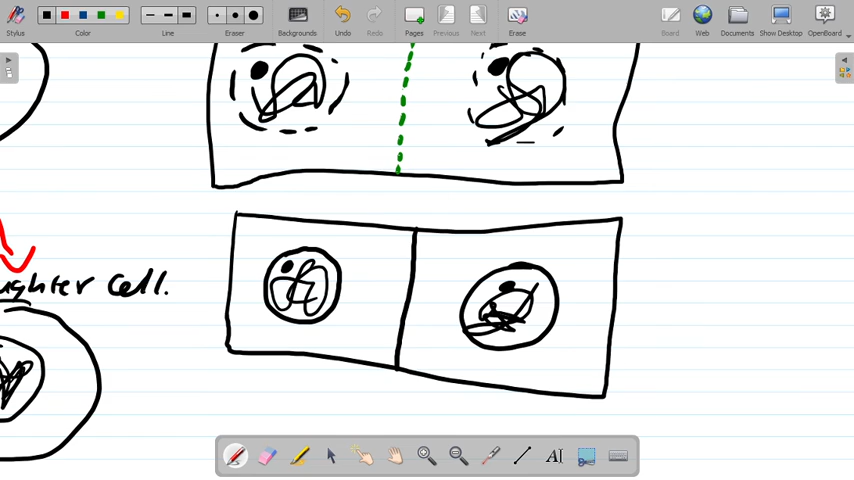 Stylus
Color
Line
Eraser
Backgrounds
Undo
Redo
Pages
Previous
Next
Erase
Board
Web
Documents
Show Desktop
OpenBoard
ughter cell.